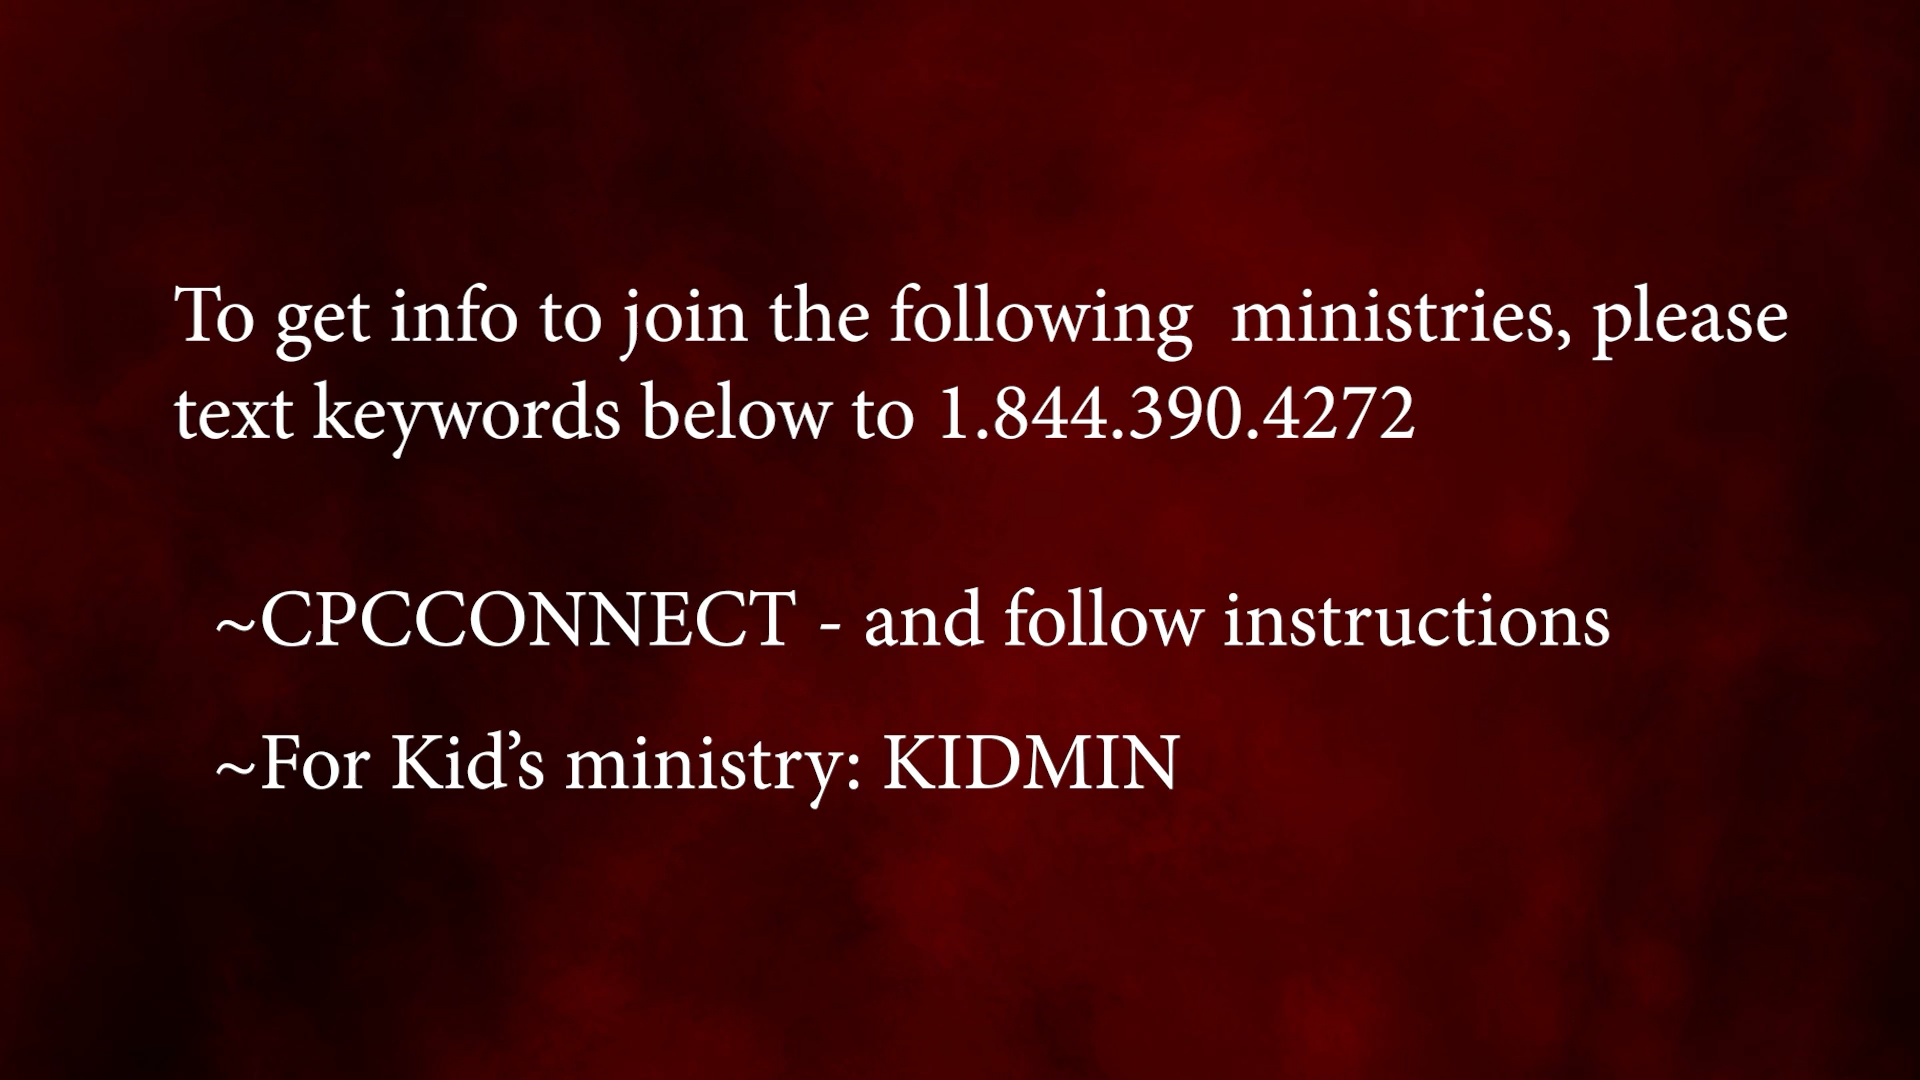 To get info to join the following  ministries, please
text keywords below to 1.844.390.4272
~CPCCONNECT - and follow instructions
~For Kid’s ministry: KIDMIN